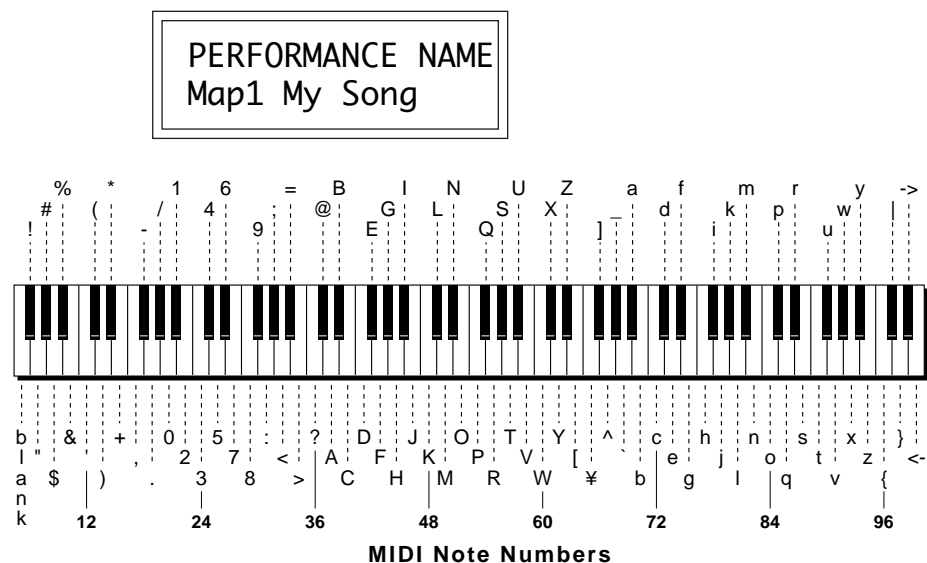 PERFORMANCE NAME
Map1 My Song
% * 1 6 = B I N U Z a f m r y ->
# ( / 4 ; @ G L S X _ d k p w |
! - 9 E Q ] i u
b & + 0 5 : ? D J O T Y ^ c h n s x }
l " ' , 2 7 < A F K P V [ ` e j o t z <-
a $ ) . 3 8 > C H M R W ¥ b g l q v {
n
k 12 24 36 48 60 72 84 96
MIDI Note Numbers